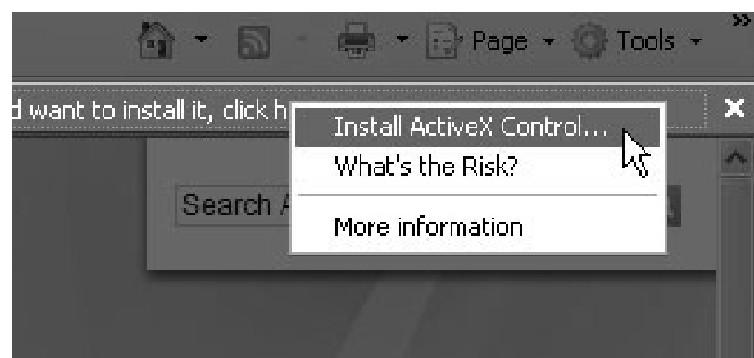 Page Tools
d want to install it, click h
Install ActiveX Control...
What's the Risk?
Search
More information